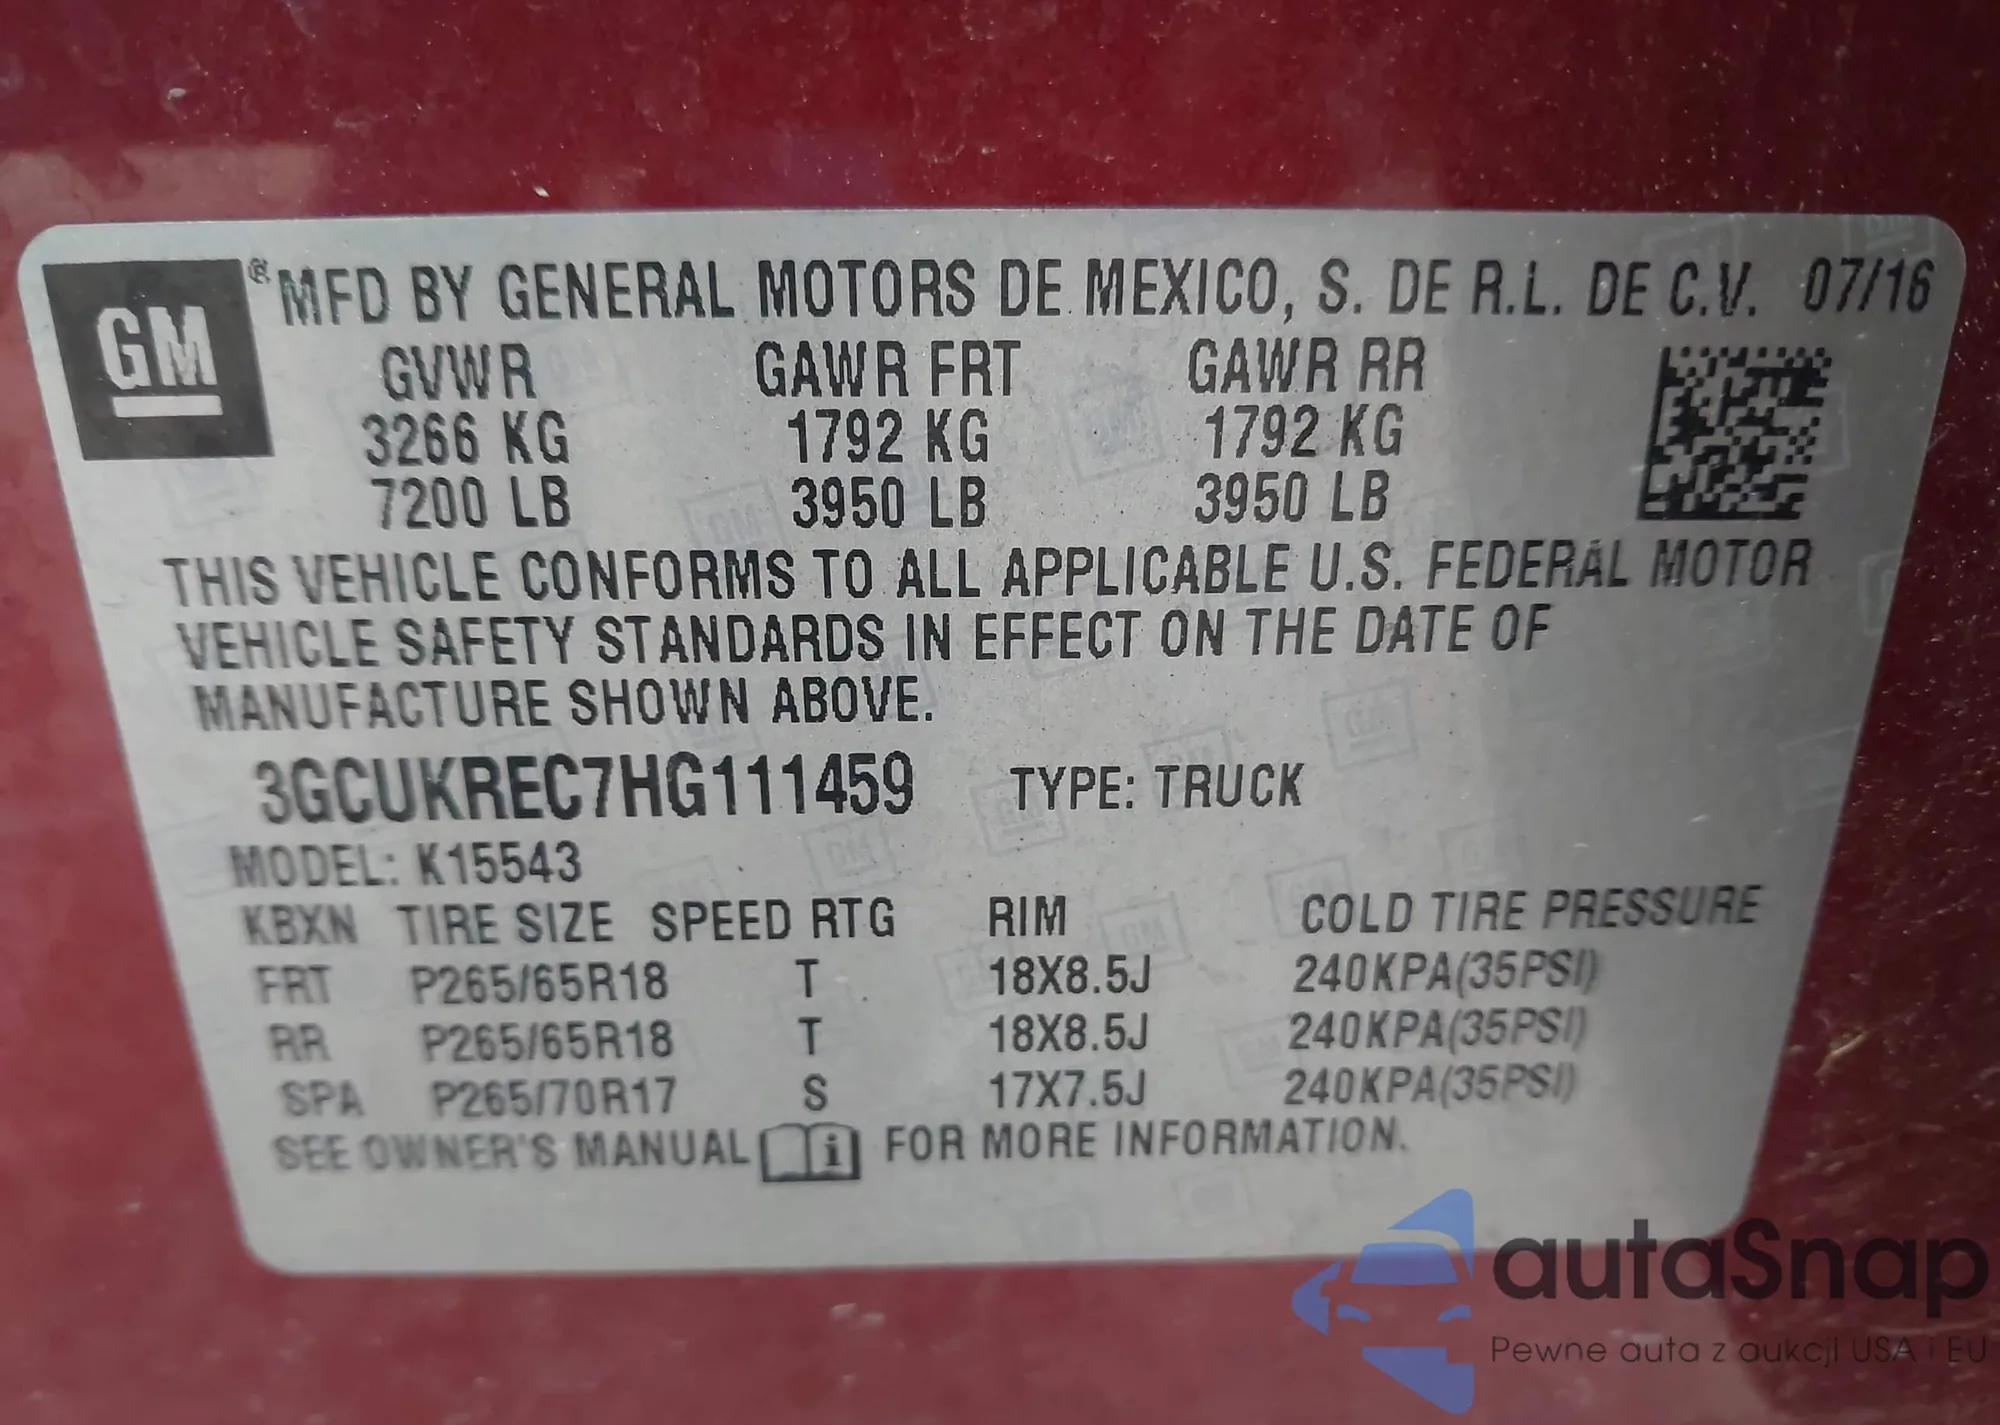 GM
® MFD BY GENERAL MOTORS DE MEXICO, S. DE R.L. DE C.V. 07/16
GVWR GAWR FRT GAWR RR
3266 KG 1792 KG 1792 KG
7200 LB 3950 LB 3950 LB
THIS VEHICLE CONFORMS TO ALL APPLICABLE U.S. FEDERAL MOTOR
VEHICLE SAFETY STANDARDS IN EFFECT ON THE DATE OF
MANUFACTURE SHOWN ABOVE.
3GCUKREC7HG111459 TYPE: TRUCK
MODEL: K15543
KBXN TIRE SIZE SPEED RTG RIM COLD TIRE PRESSURE
FRT P265/65R18 T 18X8.5J 240KPA(35PSI)
RR P265/65R18 T 18X8.5J 240KPA(35PSI)
SPA P265/70R17 S 17X7.5J 240KPA(35PSI)
SEE OWNER'S MANUAL i FOR MORE INFORMATION.
autaSnap
Pewne auta z aukcji USA i EU